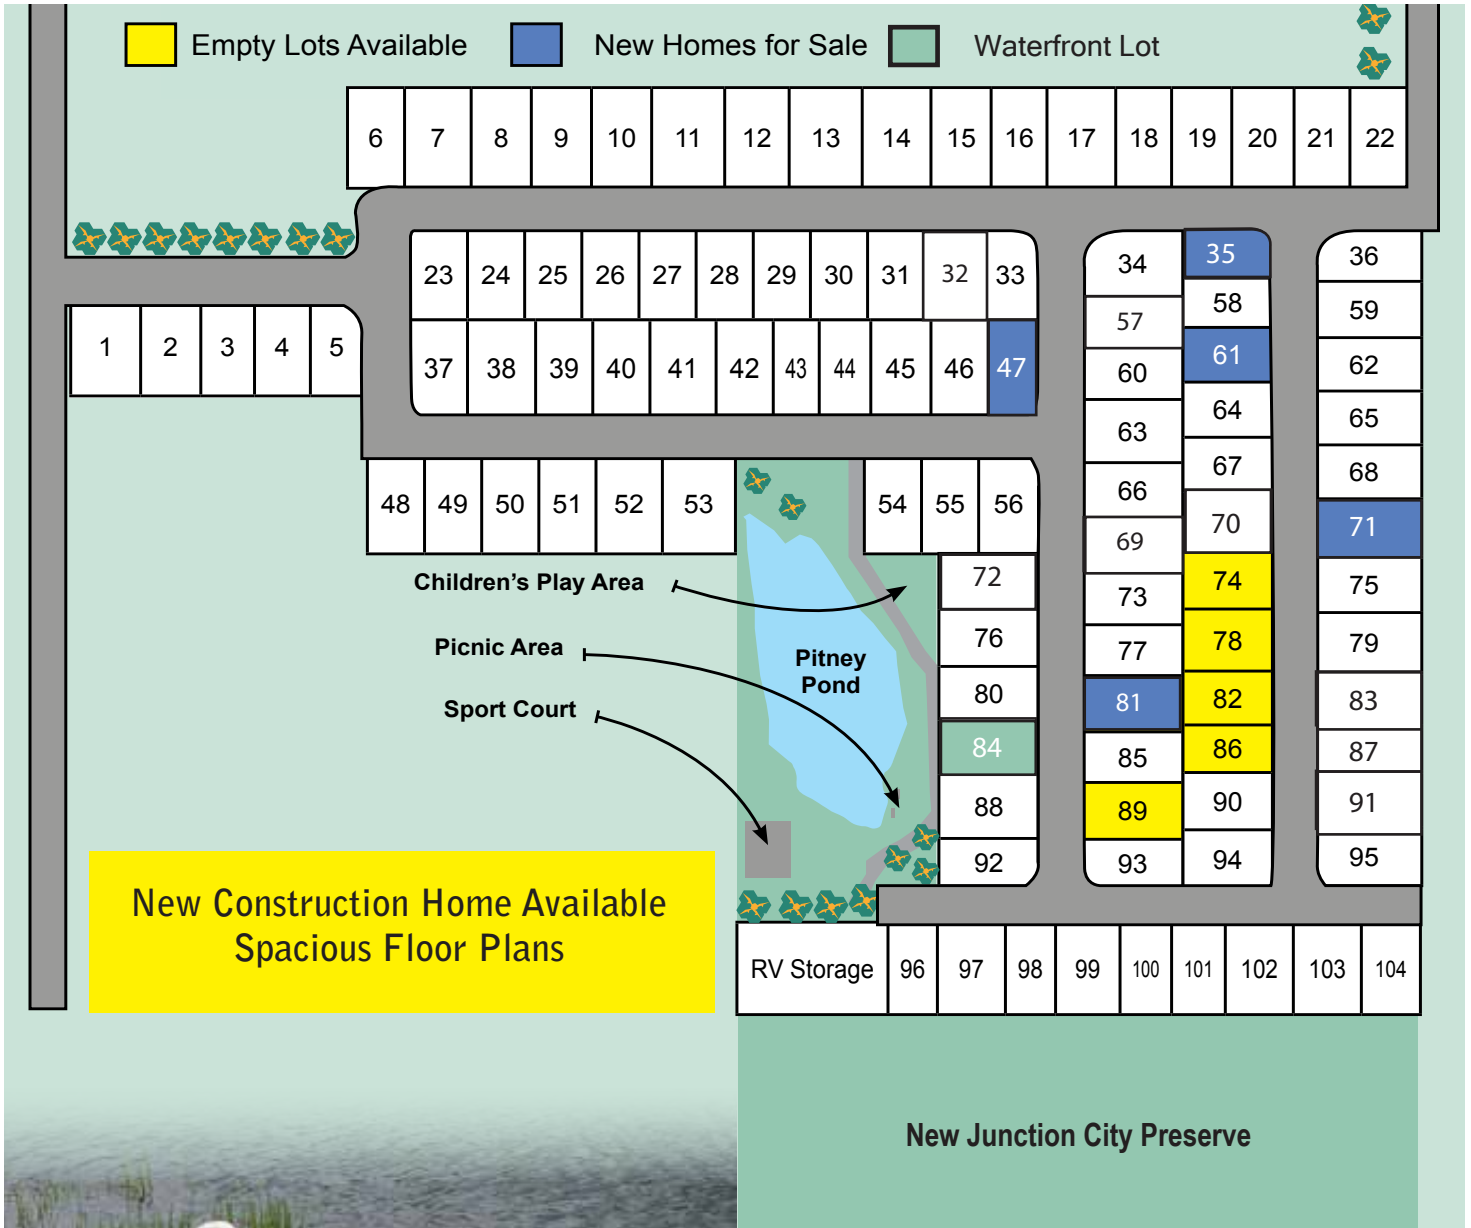 Empty Lots Available New Homes for Sale Waterfront Lot
6 7 8 9 10 11 12 13 14 15 16 17 18 19 20 21 22
23 24 25 26 27 28 29 30 31 32 33
34 35 36
58
57
59
1 2 3 4 5
37 38 39 40 41 42 43 44 45 46 47
60 61 62
63 64 65
66 67 68
48 49 50 51 52 53 54 55 56
69 70 71
Children's Play Area
72
73 74 75
Picnic Area
76
77 78 79
Pitney
Pond
Sport Court
80
81 82 83
84
85 86 87
88
89 90 91
92
93 94 95
New Construction Home Available
Spacious Floor Plans
RV Storage 96 97 98 99 100 101 102 103 104
New Junction City Preserve